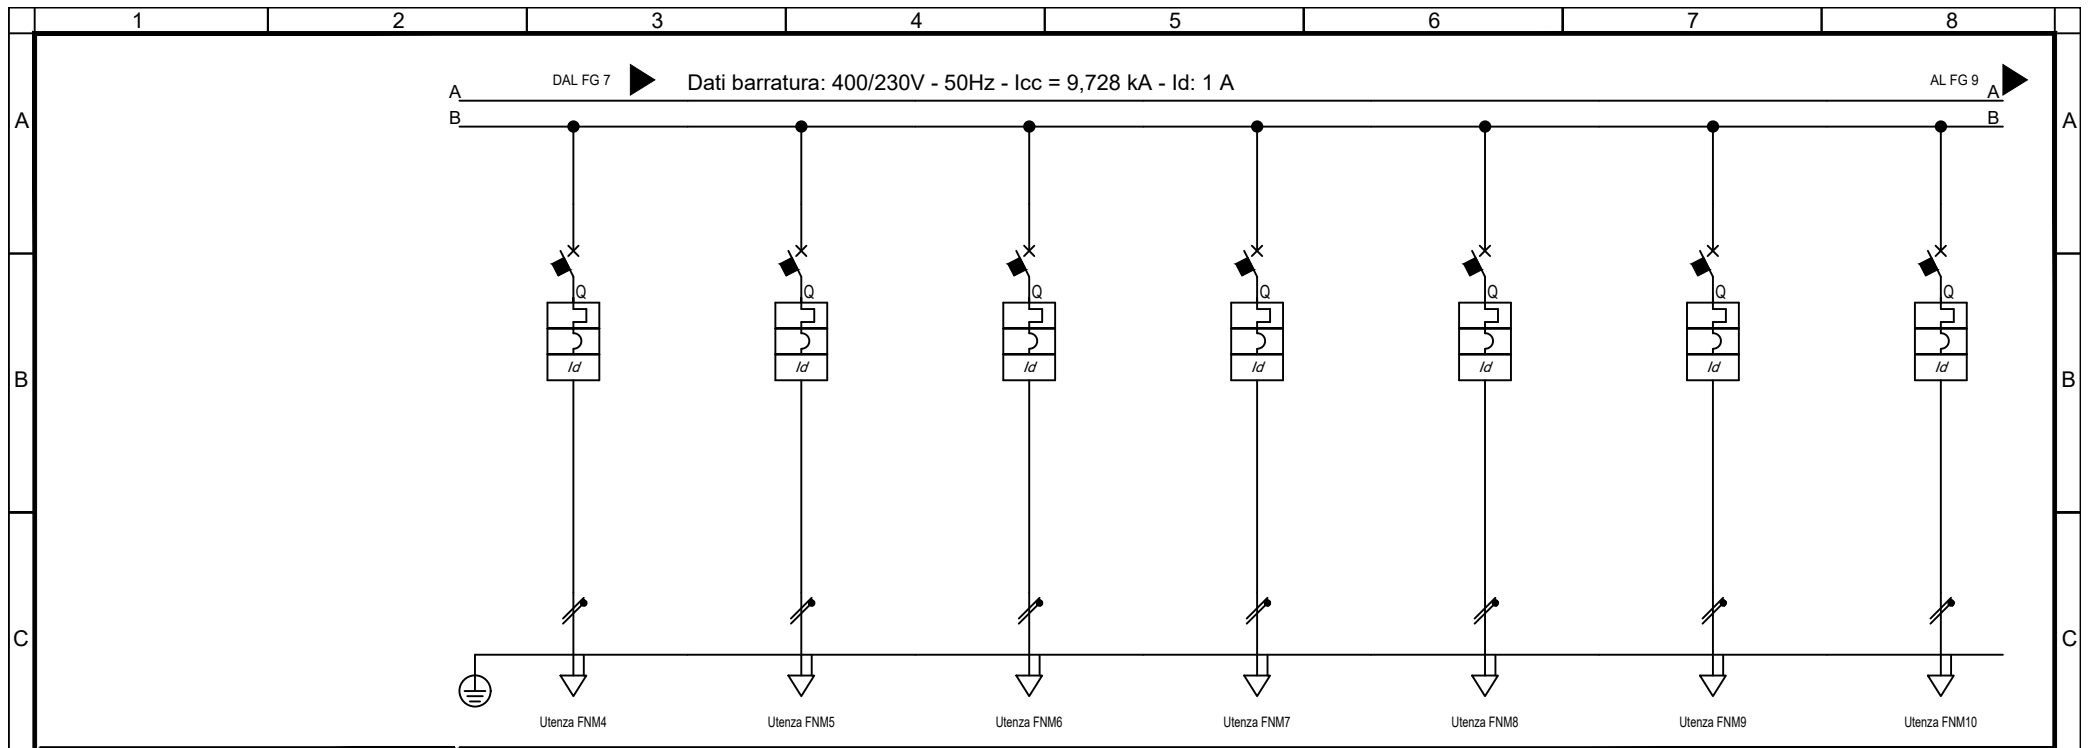 1 2 3 4 5 6 7 8
DAL FG 7 Dati barratura: 400/230V - 50Hz - Icc = 9,728 kA - Id: 1 A AL FG 9
A A
A A
B B
Q Q Q Q Q Q Q
Id Id Id Id Id Id Id
B B
C C
Utenza FNM4 Utenza FNM5 Utenza FNM6 Utenza FNM7 Utenza FNM8 Utenza FNM9 Utenza FNM10